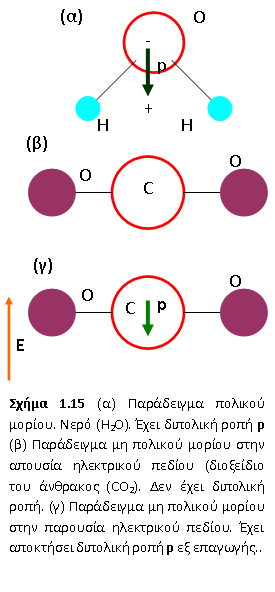 (α)
O
-
p
+
H H
(β)
O C O
(γ)
O C p O
E
Σχήμα 1.15 (α) Παράδειγμα πολικού
μορίου. Νερό (H₂O). Έχει διπολική ροπή p
(β) Παράδειγμα μη πολικού μορίου στην
απουσία ηλεκτρικού πεδίου (διοξείδιο
του άνθρακος (CO₂). Δεν έχει διπολική
ροπή. (γ) Παράδειγμα μη πολικού μορίου
στην παρουσία ηλεκτρικού πεδίου. Έχει
αποκτήσει διπολική ροπή p εξ επαγωγής..